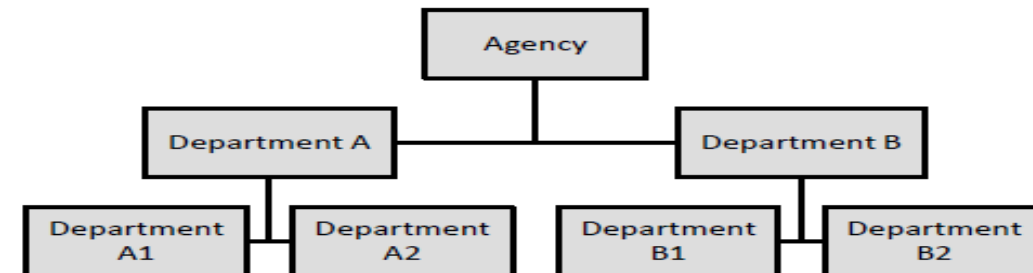 Agency
Department A
Department B
Department
A1
Department
A2
Department
B1
Department
B2